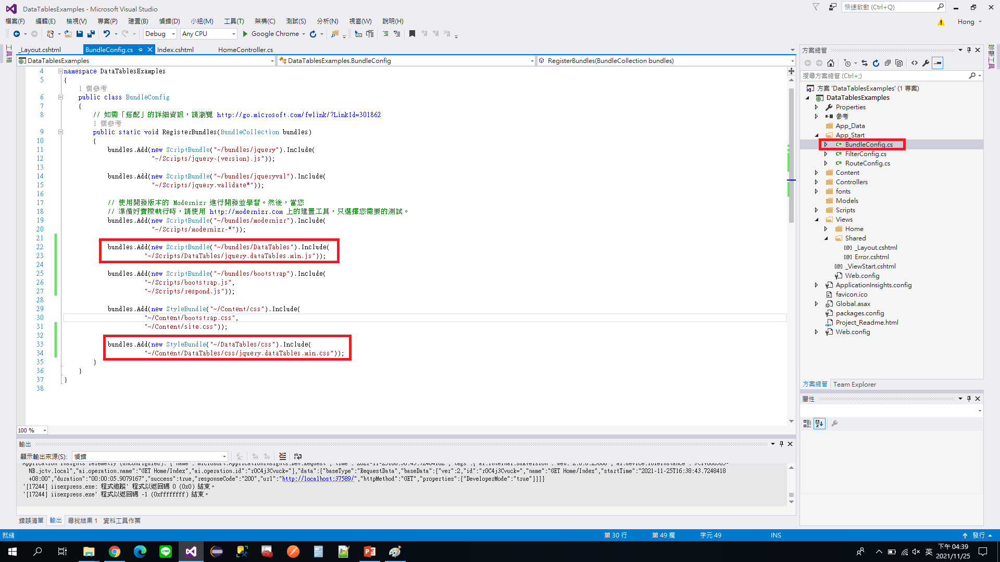 DataTablesExamples - Microsoft Visual Studio
快速啟動 (Ctrl+Q)
檔案(F) 編輯(E) 檢視(V) 專案(P) 建置(B) 偵錯(D) 小組(M) 工具(T) 架構(C) 測試(S) 分析(N) 視窗(W) 說明(H)
Hong
Debug Any CPU Google Chrome
工具箱
_Layout.cshtml BundleConfig.cs Index.cshtml HomeController.cs
DataTablesExamples DataTablesExamples.BundleConfig RegisterBundles(BundleCollection bundles)
4 namespace DataTablesExamples
5 {
1 個參考
6 public class BundleConfig
7 {
8 // 如需「搭配」的詳細資訊，請瀏覽 http://go.microsoft.com/fwlink/?LinkId=301862
1 個參考
9 public static void RegisterBundles(BundleCollection bundles)
10 {
11 bundles.Add(new ScriptBundle("~/bundles/jquery").Include(
12 "~/Scripts/jquery-{version}.js"));
13
14 bundles.Add(new ScriptBundle("~/bundles/jqueryval").Include(
15 "~/Scripts/jquery.validate*"));
16
17 // 使用開發版本的 Modernizr 進行開發並學習。然後，當您
18 // 準備好實際執行時，請使用 http://modernizr.com 上的建置工具，只選擇您需要的測試。
19 bundles.Add(new ScriptBundle("~/bundles/modernizr").Include(
20 "~/Scripts/modernizr-*"));
21
22 bundles.Add(new ScriptBundle("~/bundles/DataTables").Include(
23 "~/Scripts/DataTables/jquery.dataTables.min.js"));
24
25 bundles.Add(new ScriptBundle("~/bundles/bootstrap").Include(
26 "~/Scripts/bootstrap.js",
27 "~/Scripts/respond.js"));
28
29 bundles.Add(new StyleBundle("~/Content/css").Include(
30 "~/Content/bootstrap.css",
31 "~/Content/site.css"));
32
33 bundles.Add(new StyleBundle("~/DataTables/css").Include(
34 "~/Content/DataTables/css/jquery.dataTables.min.css"));
35 }
36 }
37 }
38
100 %
輸出
顯示輸出來源(S): 偵錯
NB.jctv.local","ai.operation.name":"GET Home/Index","ai.operation.id":"rOC4j3Cvuck="},"data":{"baseType":"RequestData","baseData":{"ver":2,"id":"rOC4j3Cvuck=","name":"GET Home/Index","startTime":"2021-11-25T16:38:43.7248418
+08:00","duration":"00:00:05.9079167","success":true,"responseCode":"200","url":"http://localhost:37589/","httpMethod":"GET","properties":{"DeveloperMode":"true"}}}}
'[17244] iisexpress.exe: 程式追蹤' 程式以返回碼 0 (0x0) 結束。
'[17244] iisexpress.exe' 程式以返回碼 -1 (0xffffffff) 結束。
錯誤清單 輸出 尋找結果 1 資料工具作業
方案總管
搜尋方案總管 (Ctrl+;)
方案 'DataTablesExamples' (1 專案)
DataTablesExamples
Properties
參考
App_Data
App_Start
C# BundleConfig.cs
C# FilterConfig.cs
C# RouteConfig.cs
Content
Controllers
fonts
Models
Scripts
Views
Home
Shared
_Layout.cshtml
Error.cshtml
_ViewStart.cshtml
Web.config
ApplicationInsights.config
favicon.ico
Global.asax
packages.config
Project_Readme.html
Web.config
方案總管 Team Explorer
屬性
診斷工具
就緒 第 30 行 第 49 欄 字元 49 INS 發行
英
下午 04:39
2021/11/25